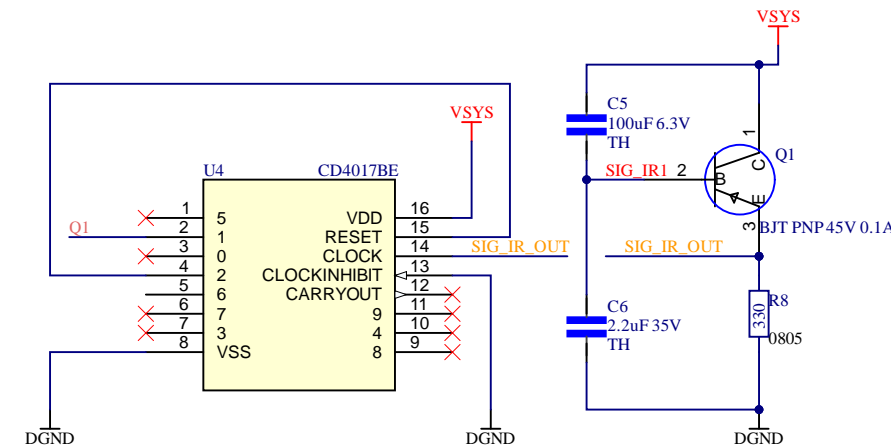 VSYS
C5
100uF 6.3V
TH
VSYS
1
Q1
C
U4
CD4017BE
SIG_IR1
2
B
E
3
BJT PNP 45V 0.1A
1
5
VDD
16
Q1
2
1
RESET
15
3
0
CLOCK
14
SIG_IR_OUT
SIG_IR_OUT
4
2
CLOCKINHIBIT
13
5
6
CARRYOUT
12
6
7
9
11
7
3
4
10
8
VSS
8
9
C6
2.2uF 35V
TH
R8
330
0805
DGND
DGND
DGND